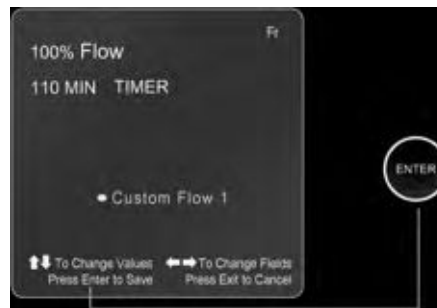 Fr
100% Flow
110 MIN TIMER
Custom Flow 1
ENTER
⬆⬇ To Change Values ⬅➡ To Change Fields
Press Enter to Save Press Exit to Cancel